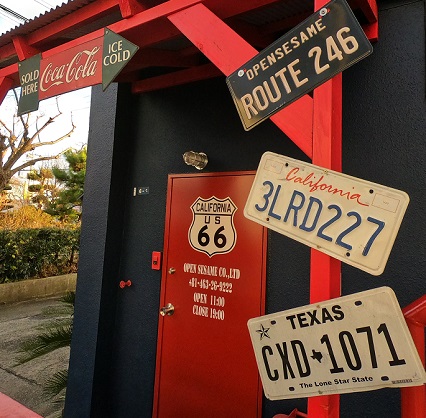 SOLD HERE
Coca-Cola
ICE COLD
OPENSESAME
ROUTE 246
California
3LRD227
TEXAS
CXD 1071
The Lone Star State
CALIFORNIA
US
66
OPEN SESAME CO.,LTD
+81-463-26-9222
OPEN 11:00
CLOSE 19:00